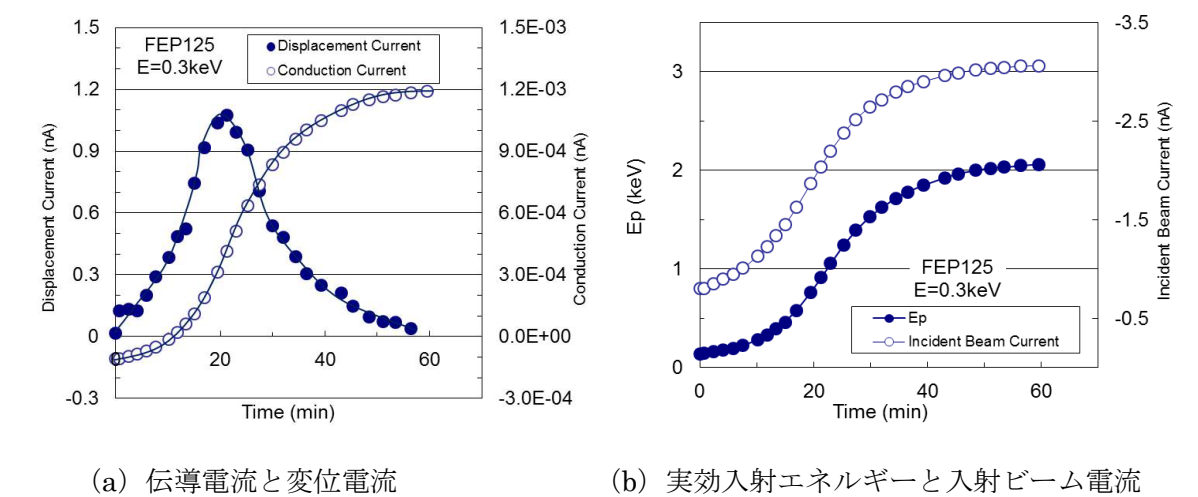 FEP125
E=0.3keV
Displacement Current
Conduction Current
1.5
1.2
0.9
0.6
0.3
0
-0.3
1.5E-03
1.2E-03
9.0E-04
6.0E-04
3.0E-04
0.0E+00
-3.0E-04
20
40
60
Displacement Current (nA)
Conduction Current (nA)
Time (min)
(a) 伝導電流と変位電流
3
2
1
0
-3.5
-2.5
-1.5
-0.5
Ep (keV)
Incident Beam Current (nA)
FEP125
E=0.3keV
Ep
Incident Beam Current
0
20
40
60
Time (min)
(b) 実効入射エネルギーと入射ビーム電流